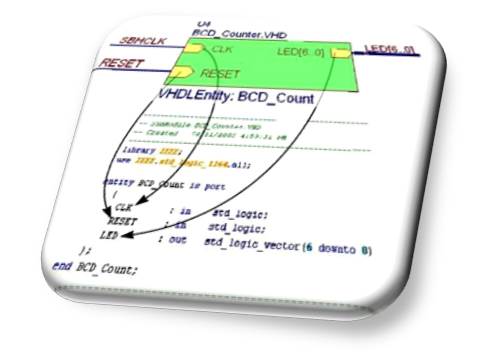 U4
BCD_Counter.VHD
SBHCLK
CLK
LED[6..0]
LED[6..0]
RESET
RESET
VHDLEntity: BCD_Count
-- SubModule BCD_Counter.VHD
-- Created
library IEEE;
use IEEE.std_logic_1164.all;
entity BCD_Count is port
(
CLK : in std_logic;
RESET : in std_logic;
LED : out std_logic_vector(6 downto 0)
);
end BCD_Count;